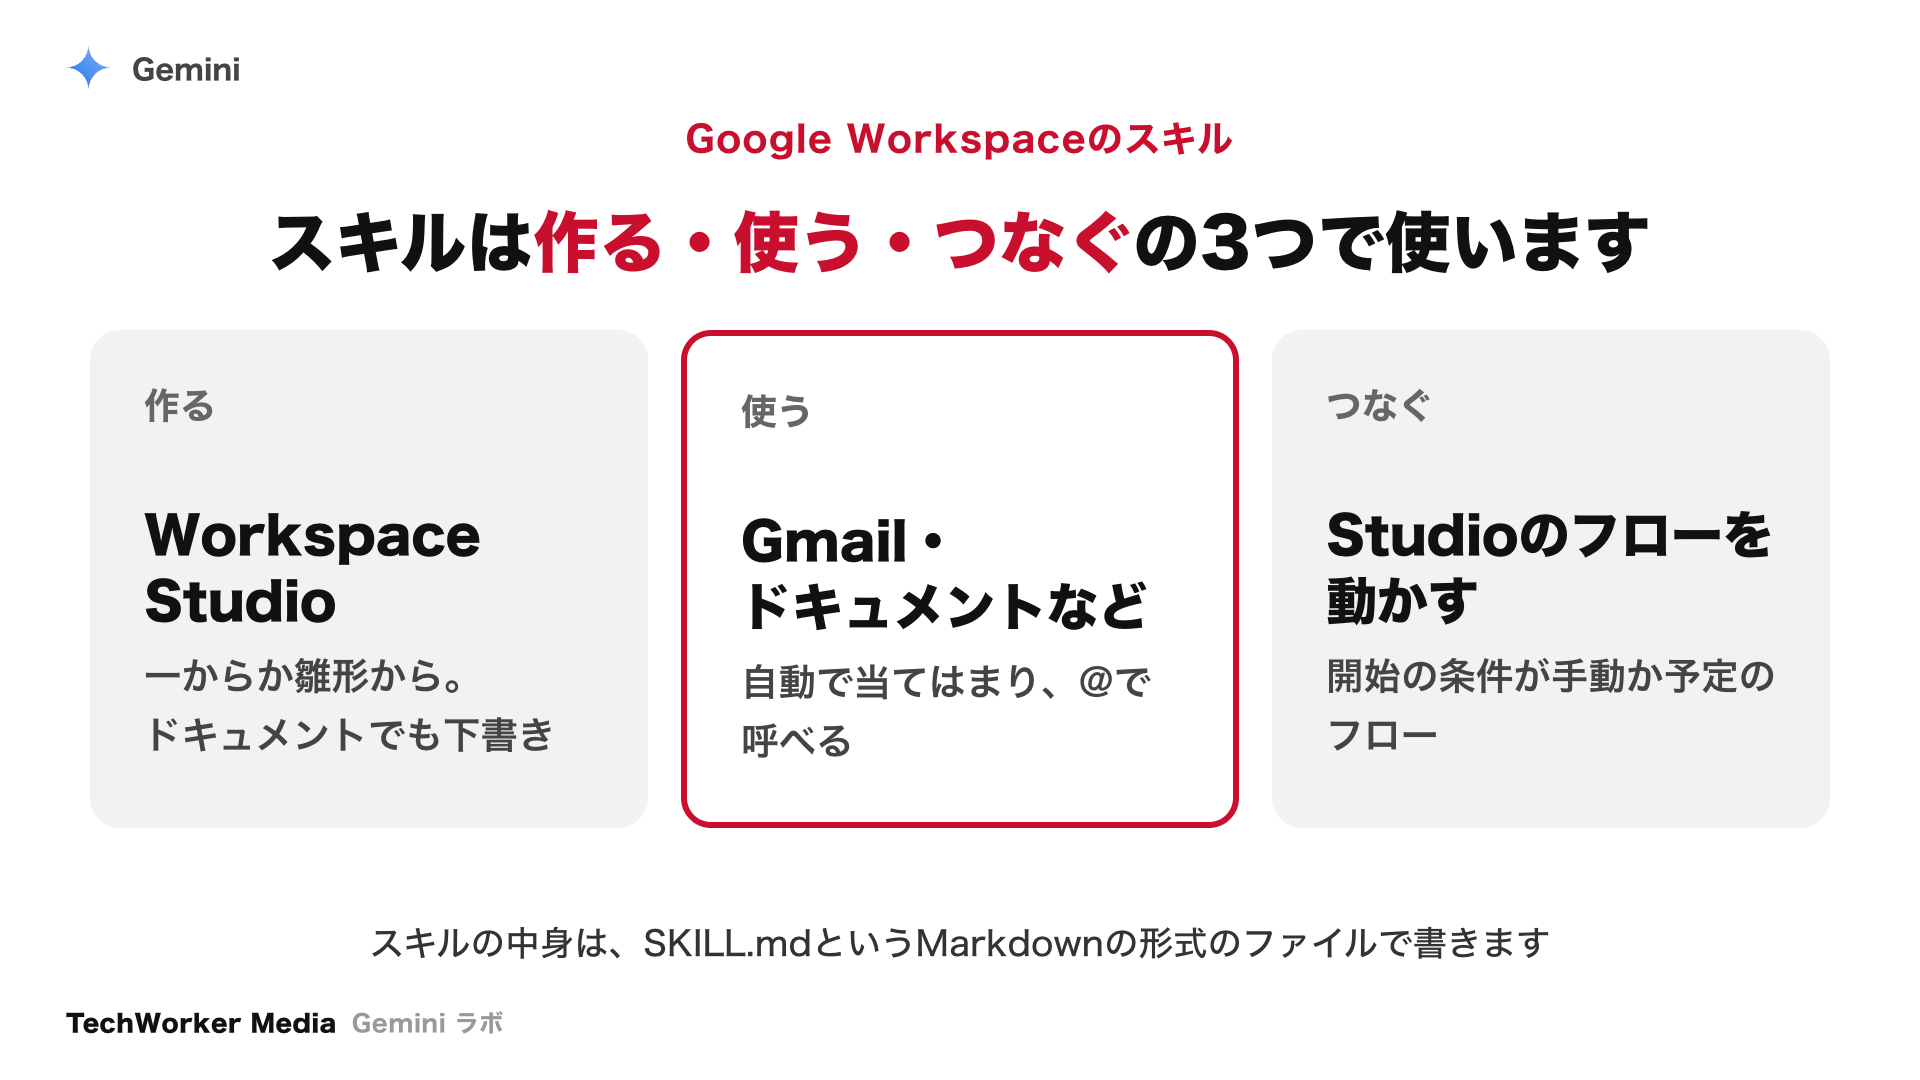 Gemini
Google Workspaceのスキル
スキルは作る・使う・つなぐの3つで使います
作る
Workspace
Studio
一からか雛形から。
ドキュメントでも下書き
使う
Gmail・
ドキュメントなど
自動で当てはまり、@で
呼べる
つなぐ
Studioのフローを
動かす
開始の条件が手動か予定の
フロー
スキルの中身は、SKILL.mdというMarkdownの形式のファイルで書きます
TechWorker Media Gemini ラボ